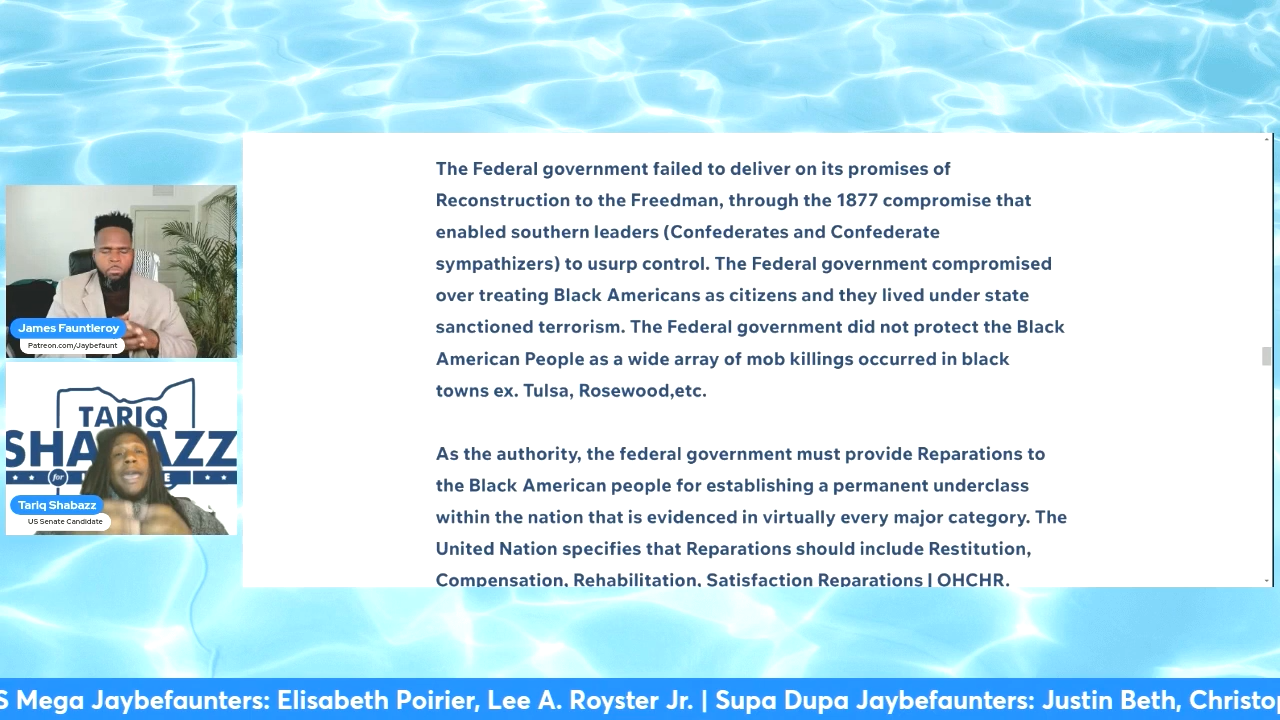 The Federal government failed to deliver on its promises of
Reconstruction to the Freedman, through the 1877 compromise that
enabled southern leaders (Confederates and Confederate
sympathizers) to usurp control. The Federal government compromised
over treating Black Americans as citizens and they lived under state
sanctioned terrorism. The Federal government did not protect the Black
American People as a wide array of mob killings occurred in black
towns ex. Tulsa, Rosewood,etc.
As the authority, the federal government must provide Reparations to
the Black American people for establishing a permanent underclass
within the nation that is evidenced in virtually every major category. The
United Nation specifies that Reparations should include Restitution,
Compensation, Rehabilitation, Satisfaction Reparations | OHCHR.
James Fauntleroy
Patreon.com/Jaybefaunt
TARIQ
SHABAZZ
for
Tariq Shabazz
US Senate Candidate
S Mega Jaybefaunters: Elisabeth Poirier, Lee A. Royster Jr. | Supa Dupa Jaybefaunters: Justin Beth, Christo